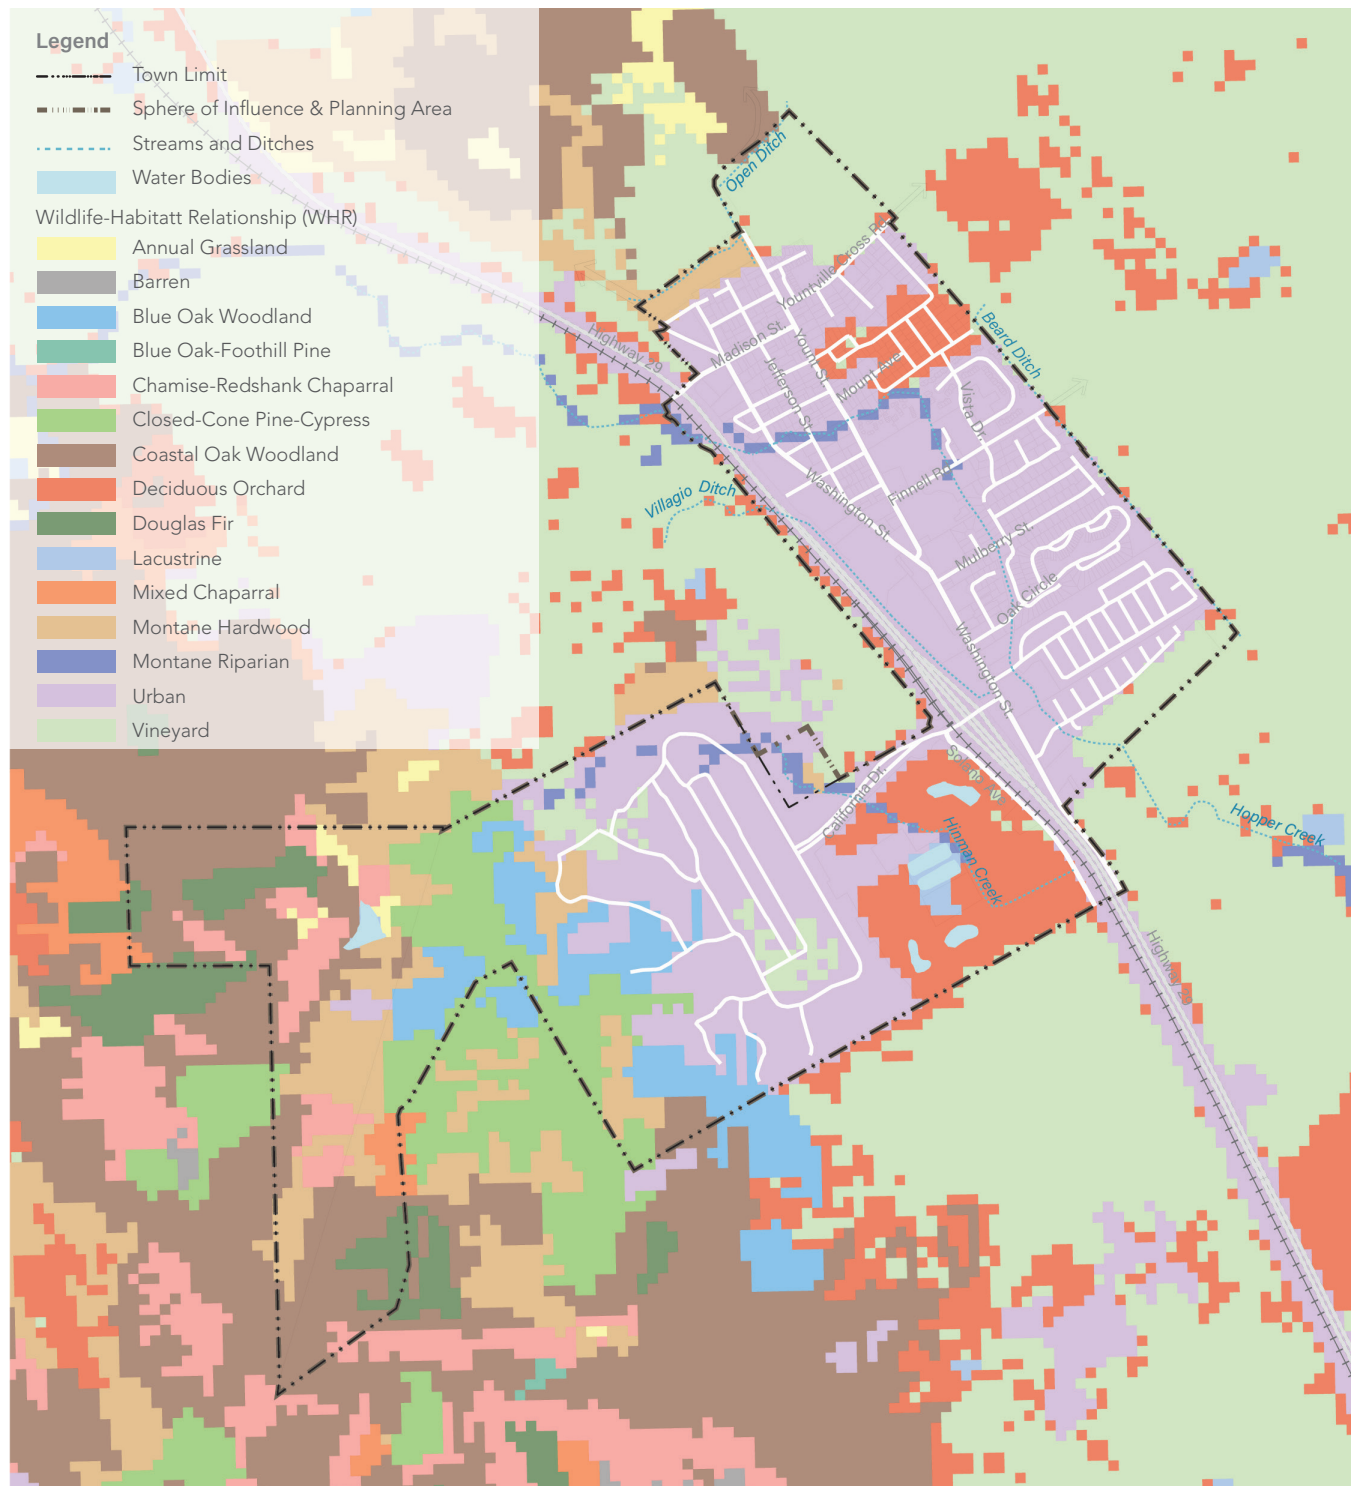 Legend
Town Limit
Sphere of Influence & Planning Area
Streams and Ditches
Water Bodies
Wildlife-Habitatt Relationship (WHR)
Annual Grassland
Barren
Blue Oak Woodland
Blue Oak-Foothill Pine
Chamise-Redshank Chaparral
Closed-Cone Pine-Cypress
Coastal Oak Woodland
Deciduous Orchard
Douglas Fir
Lacustrine
Mixed Chaparral
Montane Hardwood
Montane Riparian
Urban
Vineyard
Open Ditch
Yountville Cross Rd.
Highway 29
Madison St.
Yount St.
Jefferson St.
Mount Ave.
Beard Ditch
Vista Dr.
Villagio Ditch
Washington St.
Finnell Rd.
Mulberry St.
Oak Circle
Washington St.
Solano Ave.
California Dr.
Hinman Creek
Hopper Creek
Highway 29